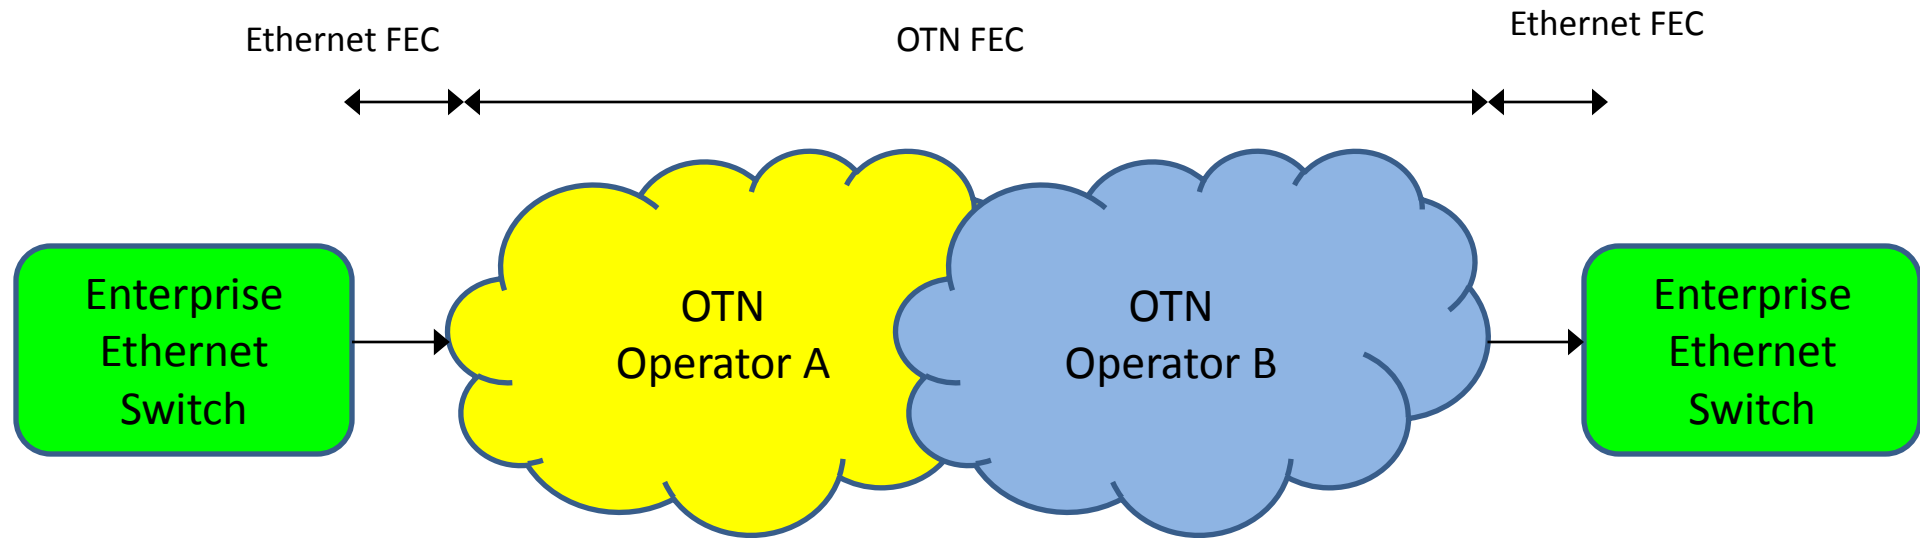 Ethernet FEC
OTN FEC
Ethernet FEC
Enterprise
Ethernet
Switch
OTN
Operator A
OTN
Operator B
Enterprise
Ethernet
Switch